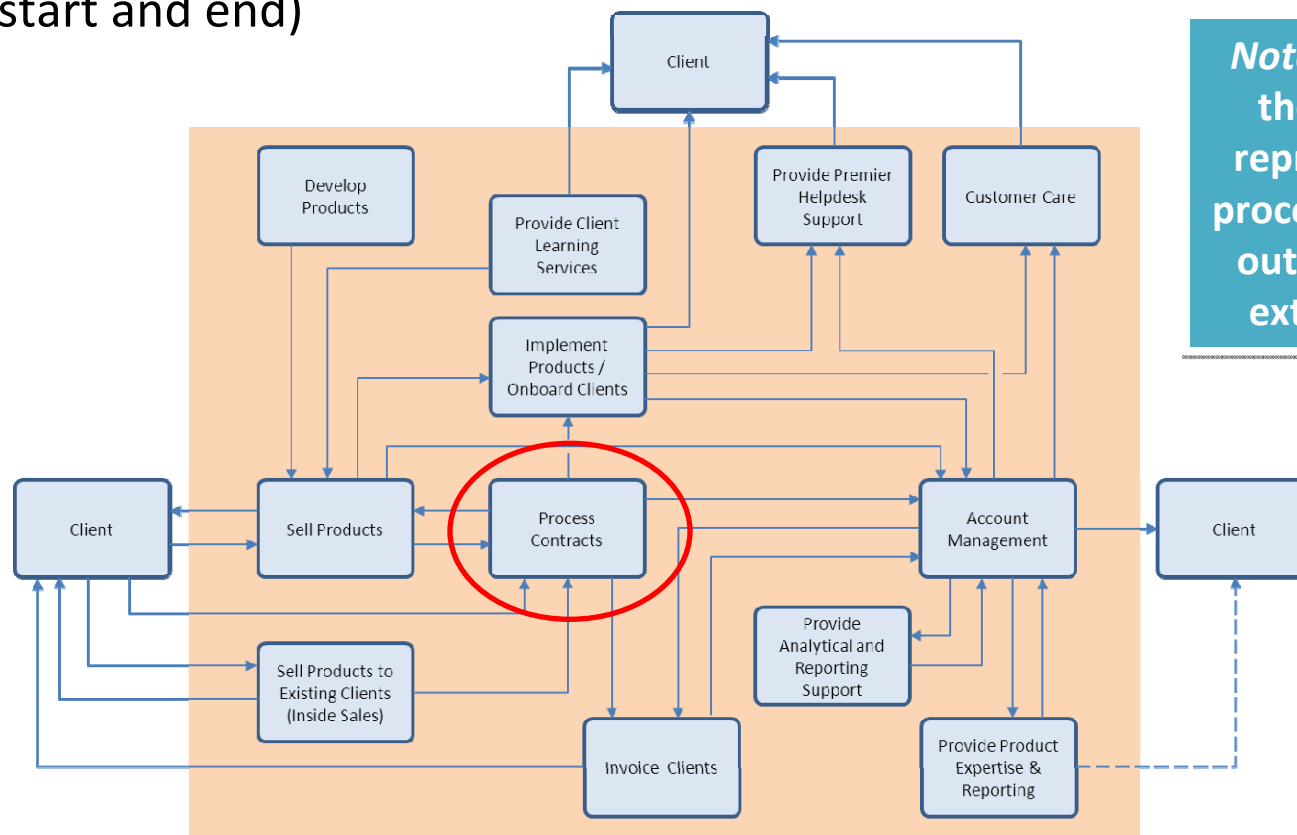 start and end)
Client
Develop
Products
Provide Client
Learning
Services
Provide Premier
Helpdesk
Support
Customer Care
Implement
Products /
Onboard Clients
Client
Sell Products
Process
Contracts
Account
Management
Client
Sell Products to
Existing Clients
(Inside Sales)
Provide
Analytical and
Reporting
Support
Invoice Clients
Provide Product
Expertise &
Reporting
Not
th
repr
proce
out
ext